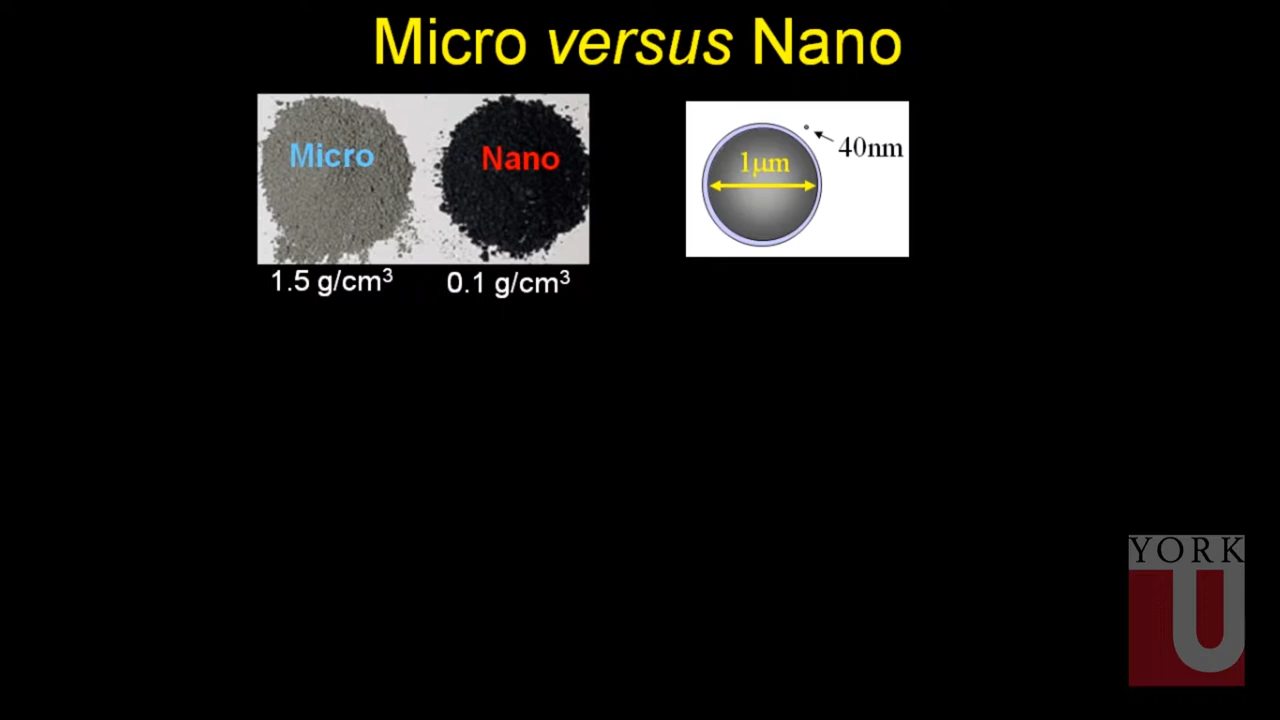 Micro versus Nano
Micro
Nano
1.5 g/cm³
0.1 g/cm³
1μm
40nm
YORK
U